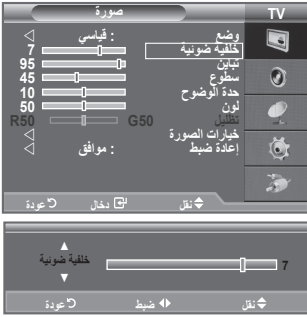 TV صورة
وضع : قياسي
خلفية ضوئية 7
تباين 95
سطوع 45
حدة الوضوح 10
لون 50
تظليل G50 R50
خيارات الصورة
إعادة ضبط : موافق
نقل دخال عودة
خلفية ضوئية 7
نقل ضبط عودة